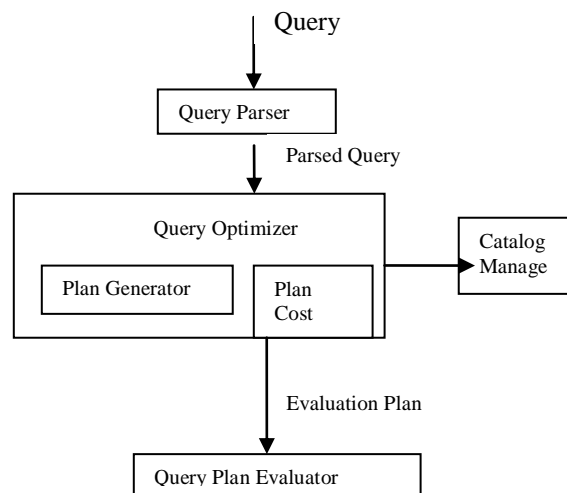 Query
Query Parser
Parsed Query
Query Optimizer
Catalog
Manage
Plan Generator
Plan
Cost
Evaluation Plan
Query Plan Evaluator